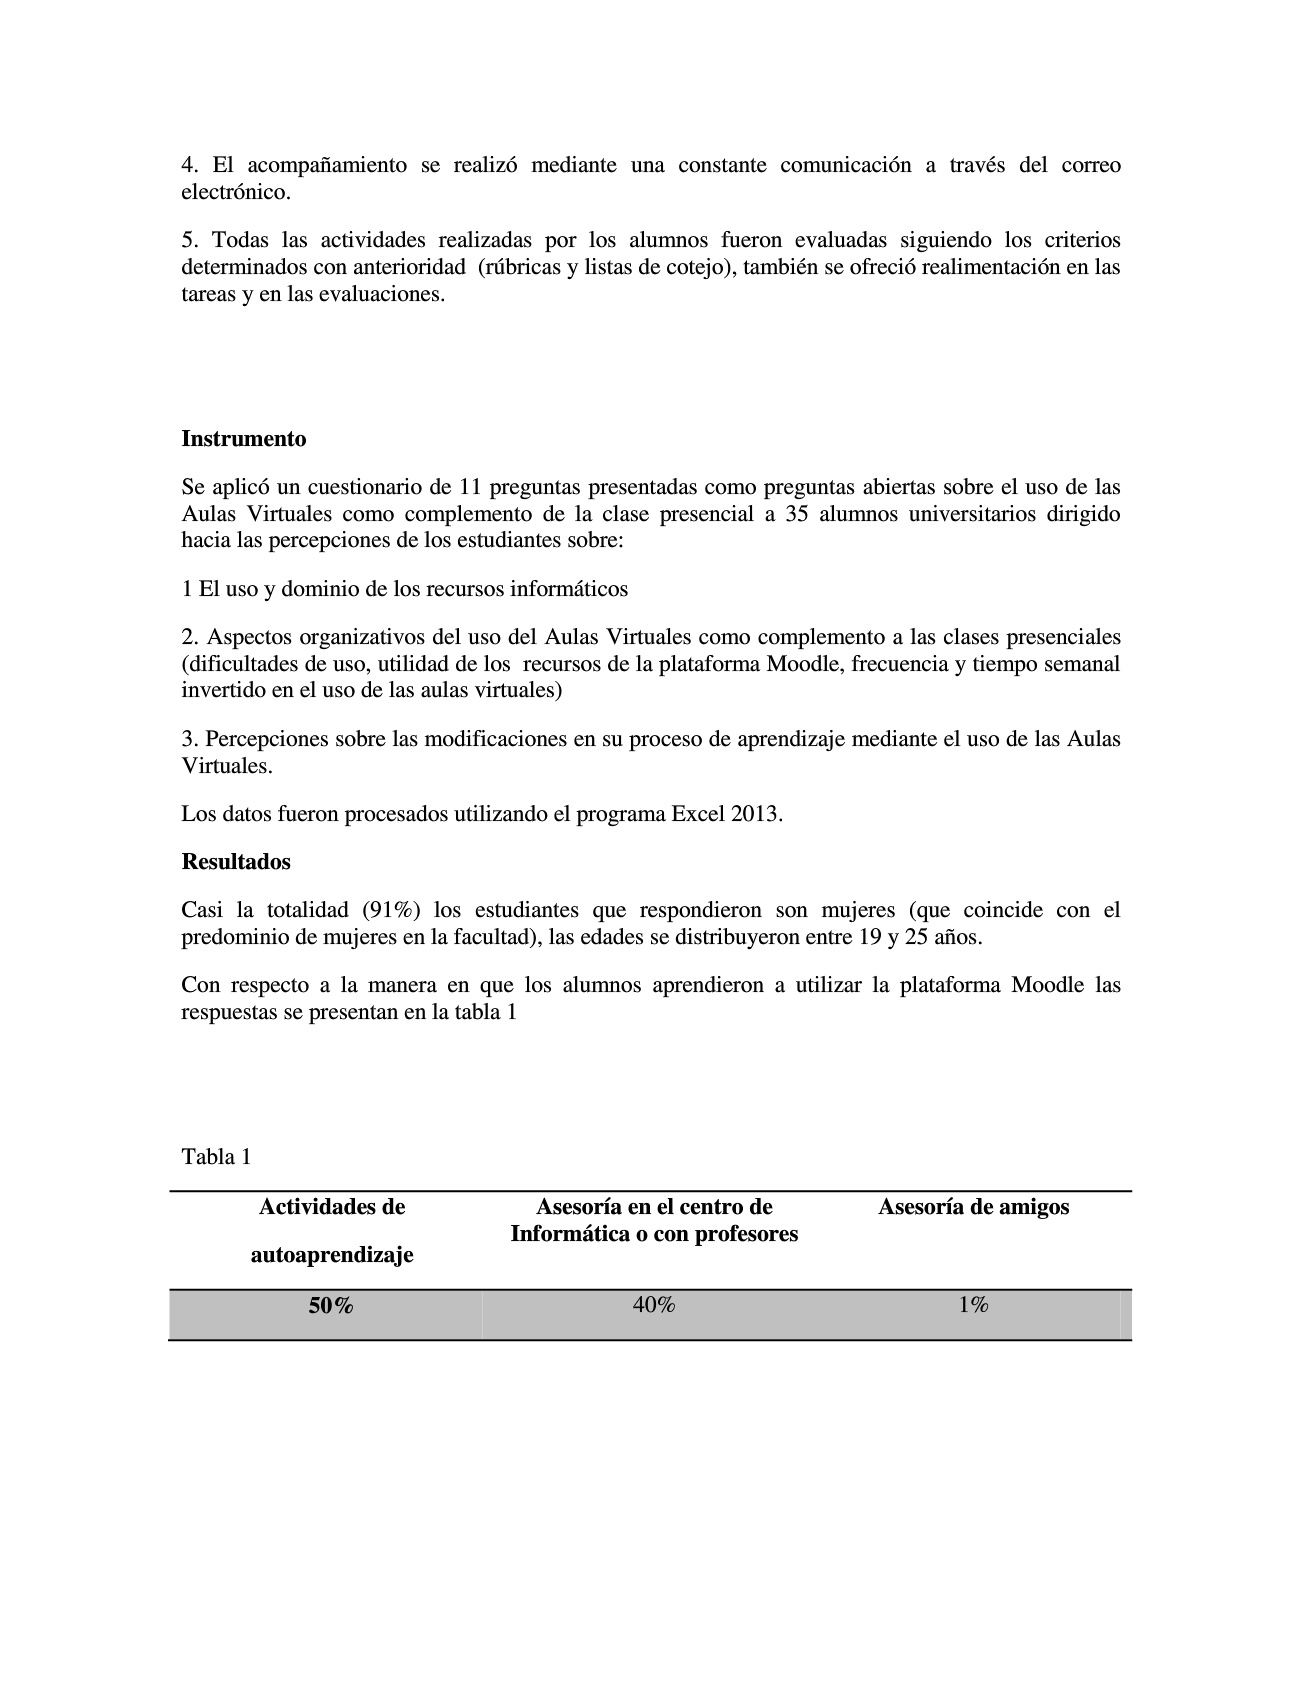 4. El acompañamiento se realizó mediante una constante comunicación a través del correo
electrónico.
5. Todas las actividades realizadas por los alumnos fueron evaluadas siguiendo los criterios
determinados con anterioridad  (rúbricas y listas de cotejo), también se ofreció realimentación en las
tareas y en las evaluaciones.
Instrumento
Se aplicó un cuestionario de 11 preguntas presentadas como preguntas abiertas sobre el uso de las
Aulas Virtuales como complemento de la clase presencial a 35 alumnos universitarios dirigido
hacia las percepciones de los estudiantes sobre:
1 El uso y dominio de los recursos informáticos
2. Aspectos organizativos del uso del Aulas Virtuales como complemento a las clases presenciales
(dificultades de uso, utilidad de los  recursos de la plataforma Moodle, frecuencia y tiempo semanal
invertido en el uso de las aulas virtuales)
3. Percepciones sobre las modificaciones en su proceso de aprendizaje mediante el uso de las Aulas
Virtuales.
Los datos fueron procesados utilizando el programa Excel 2013.
Resultados
Casi la totalidad (91%) los estudiantes que respondieron son mujeres (que coincide con el
predominio de mujeres en la facultad), las edades se distribuyeron entre 19 y 25 años.
Con respecto a la manera en que los alumnos aprendieron a utilizar la plataforma Moodle las
respuestas se presentan en la tabla 1
Tabla 1
Actividades de
autoaprendizaje
Asesoría en el centro de
Informática o con profesores
Asesoría de amigos
50%
40%
1%